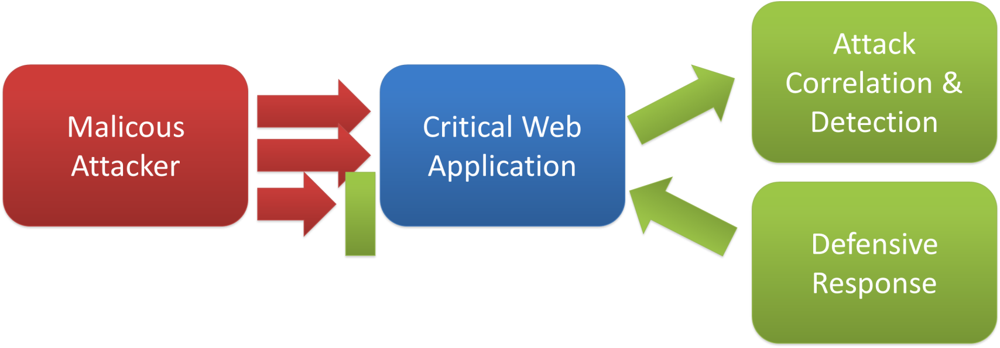 Malicous
Attacker
Critical Web
Application
Attack
Correlation &
Detection
Defensive
Response